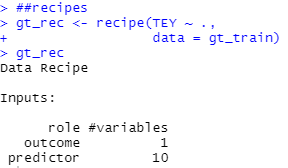 > ##recipes
> gt_rec <- recipe(TEY ~ .,
+                  data = gt_train)
> gt_rec
Data Recipe
Inputs:
      role #variables
   outcome          1
 predictor         10